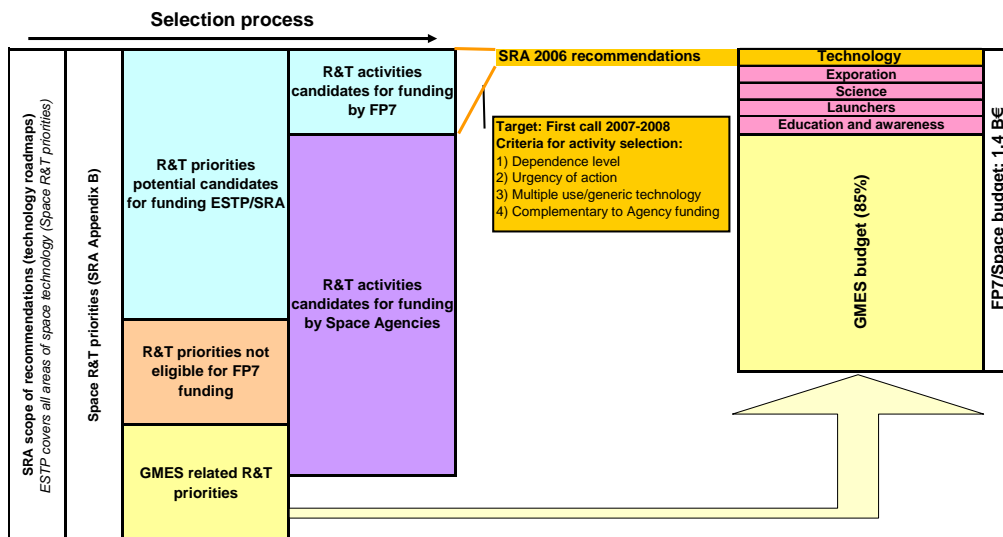 Selection process
SRA scope of recommendations (technology roadmaps)
ESTP covers all areas of space technology (Space R&T priorities)
Space R&T priorities (SRA Appendix B)
R&T priorities
potential candidates
for funding ESTP/SRA
R&T priorities not
eligible for FP7
funding
GMES related R&T
priorities
R&T activities
candidates for funding
by FP7
R&T activities
candidates for funding
by Space Agencies
SRA 2006 recommendations
Target: First call 2007-2008
Criteria for activity selection:
1) Dependence level
2) Urgency of action
3) Multiple use/generic technology
4) Complementary to Agency funding
Technology
Exporation
Science
Launchers
Education and awareness
GMES budget (85%)
FP7/Space budget: 1.4 B€